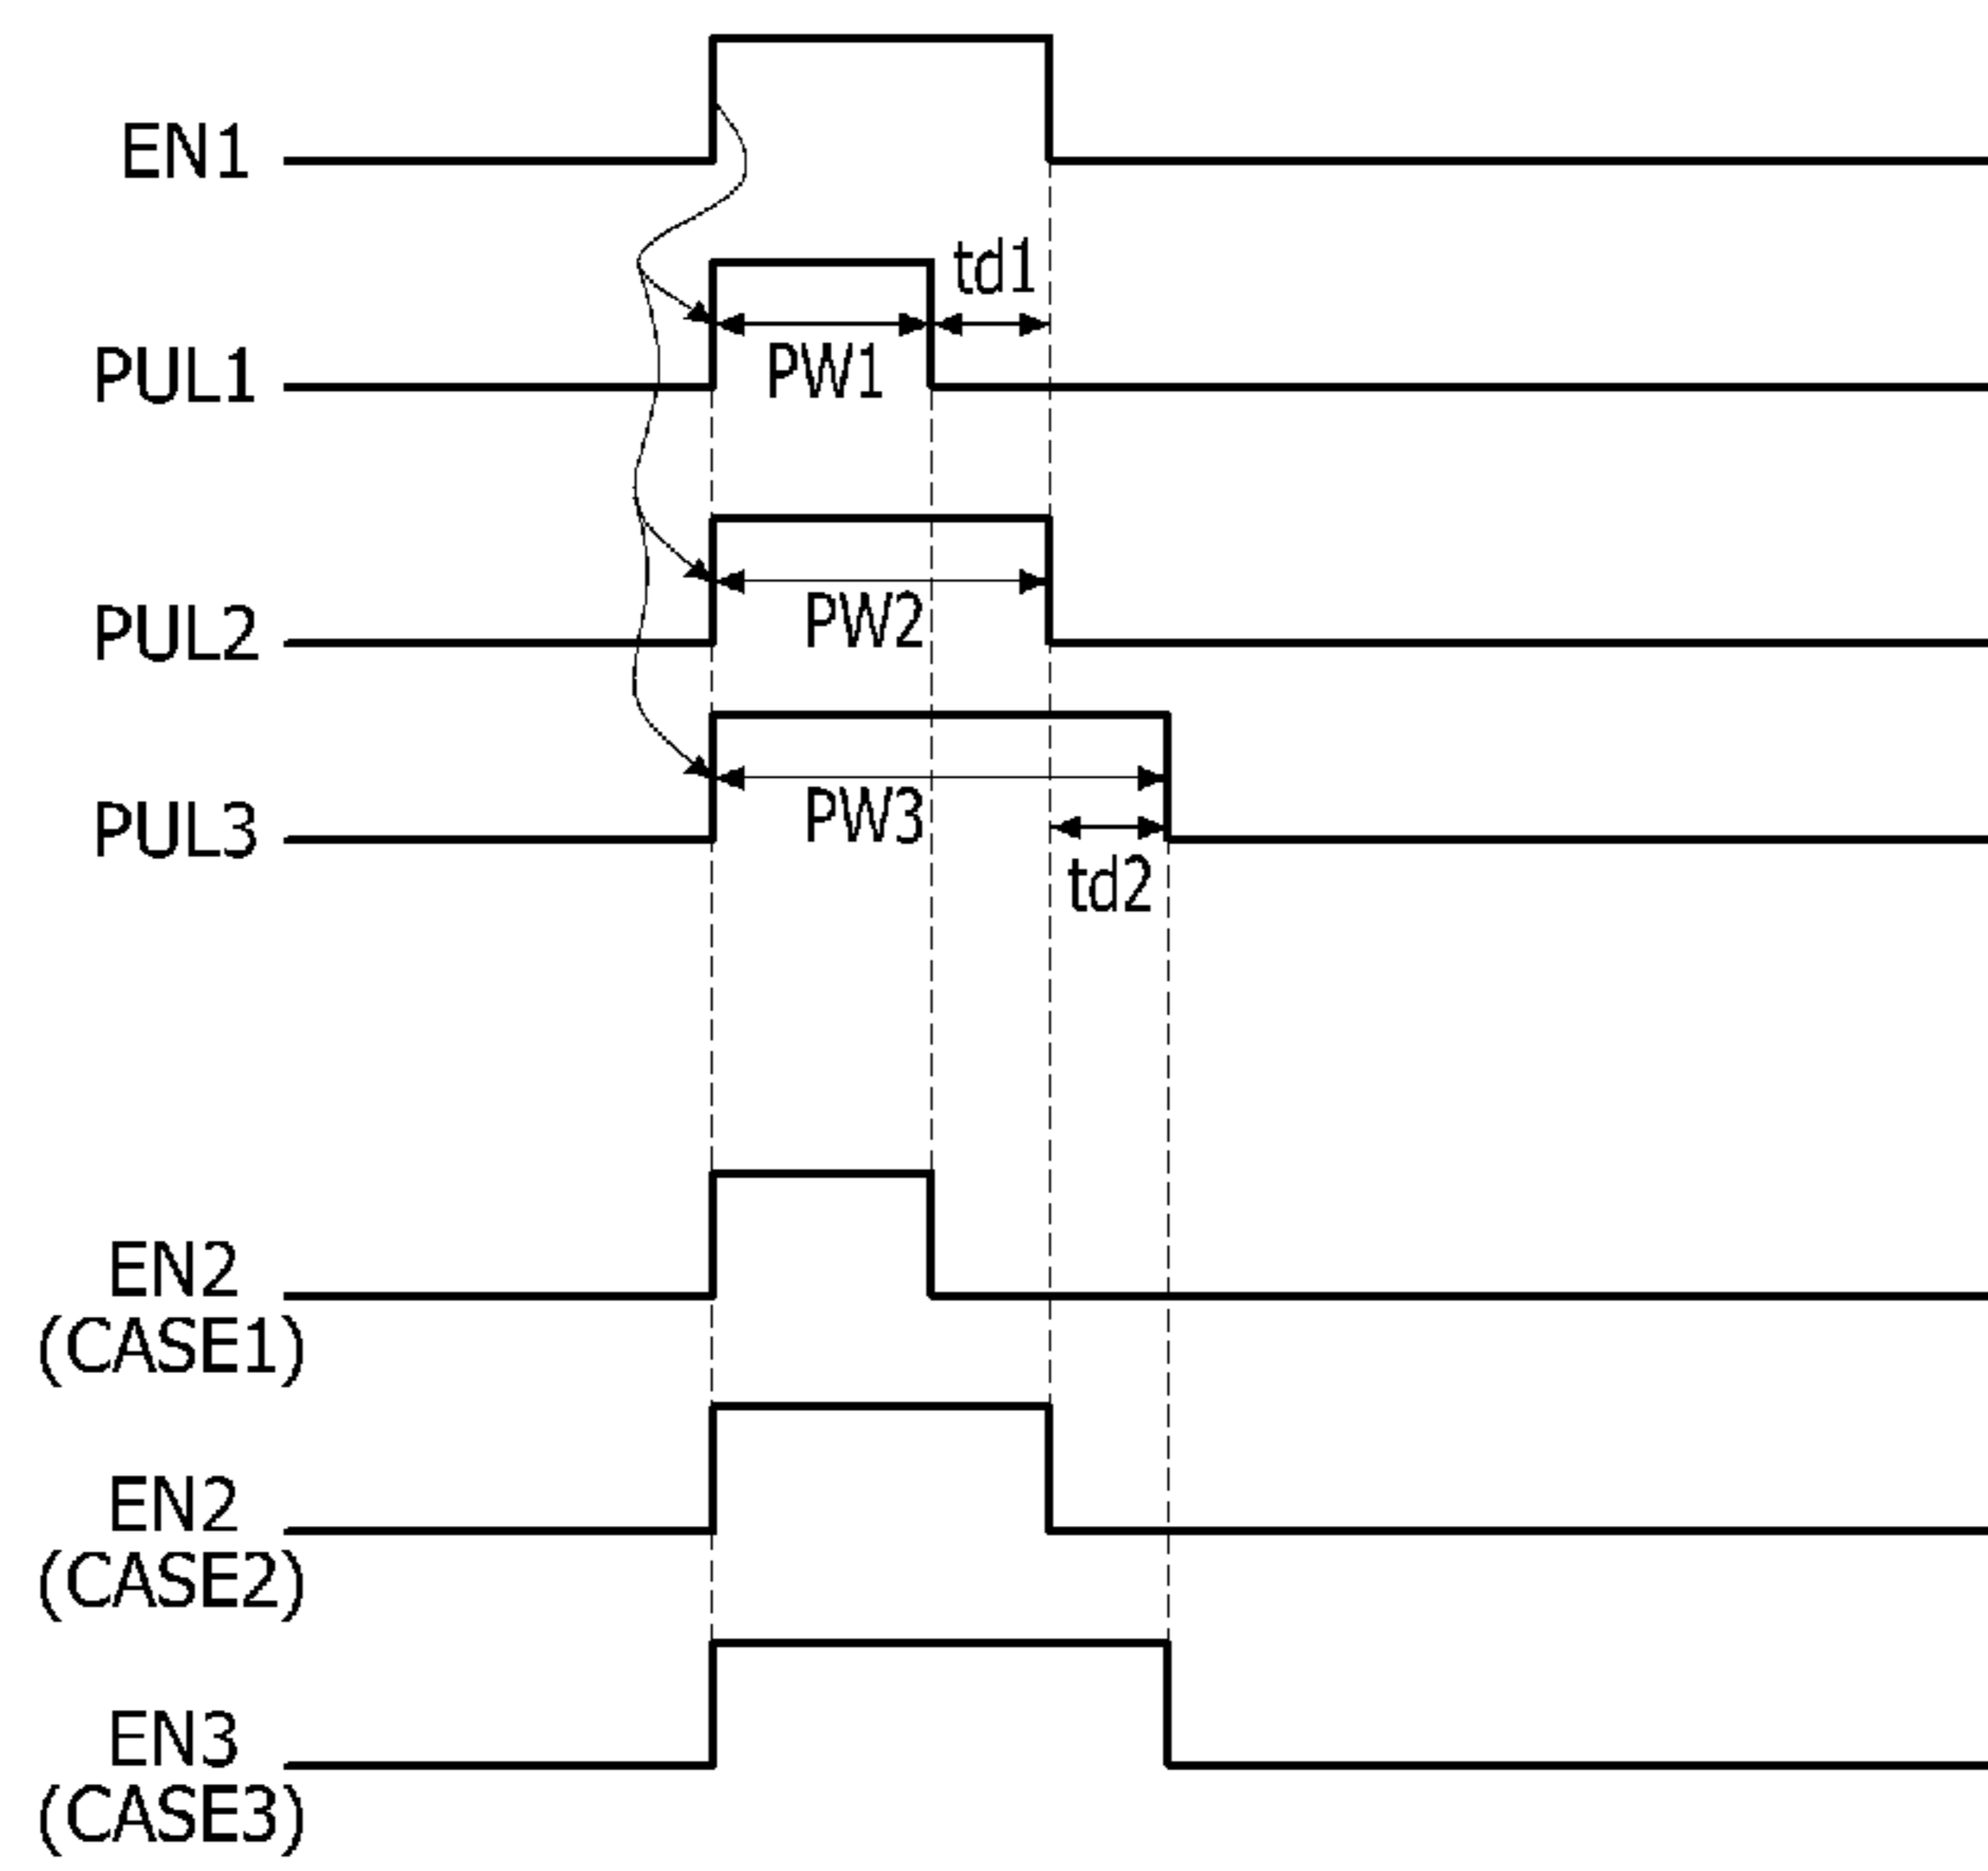 EN1
td1
PUL1
PW1
PUL2
PW2
PUL3
PW3
td2
EN2
(CASE1)
EN2
(CASE2)
EN3
(CASE3)